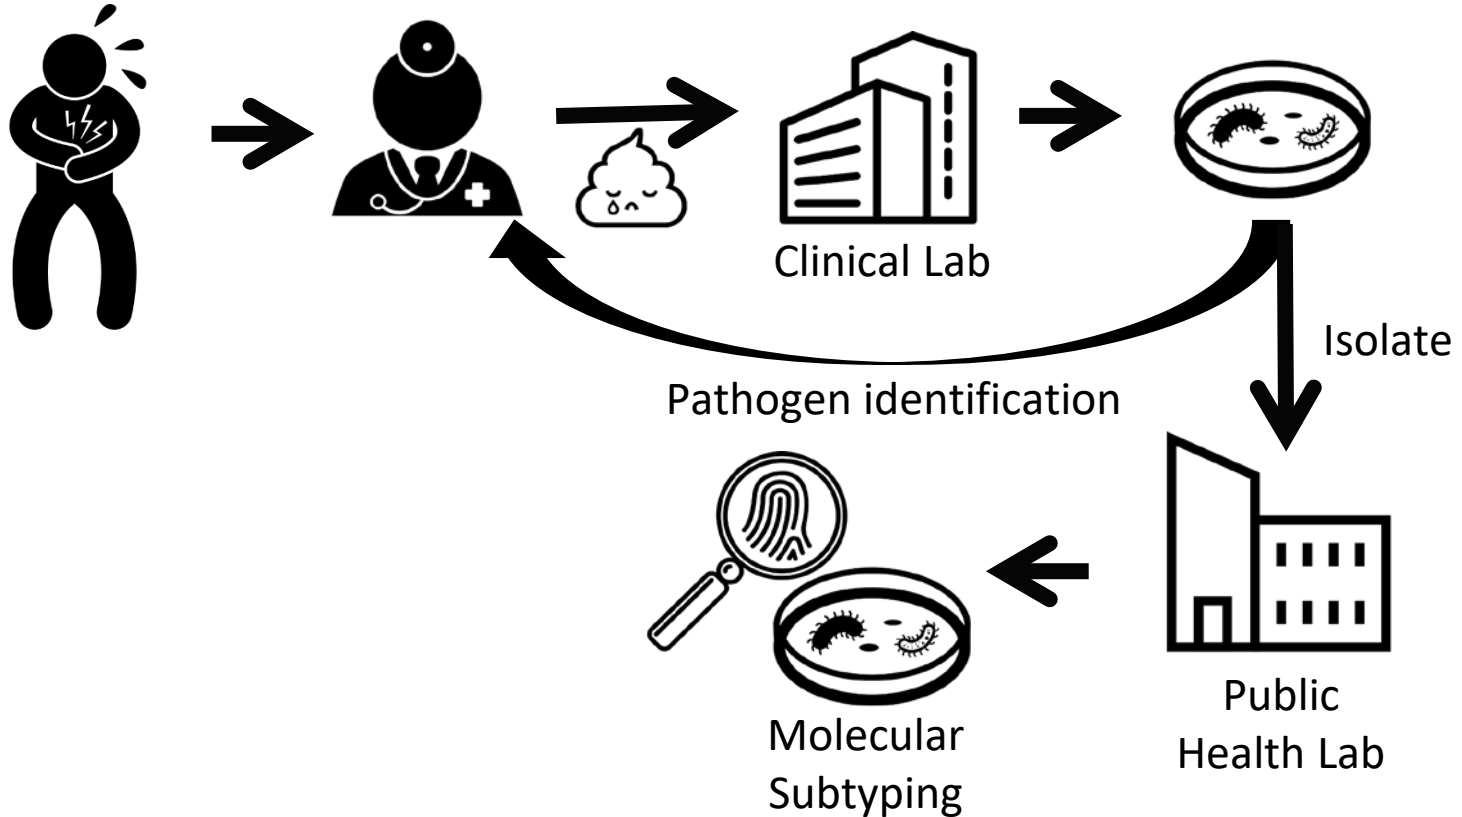 Clinical Lab
Isolate
Pathogen identification
Public
Health Lab
Molecular
Subtyping